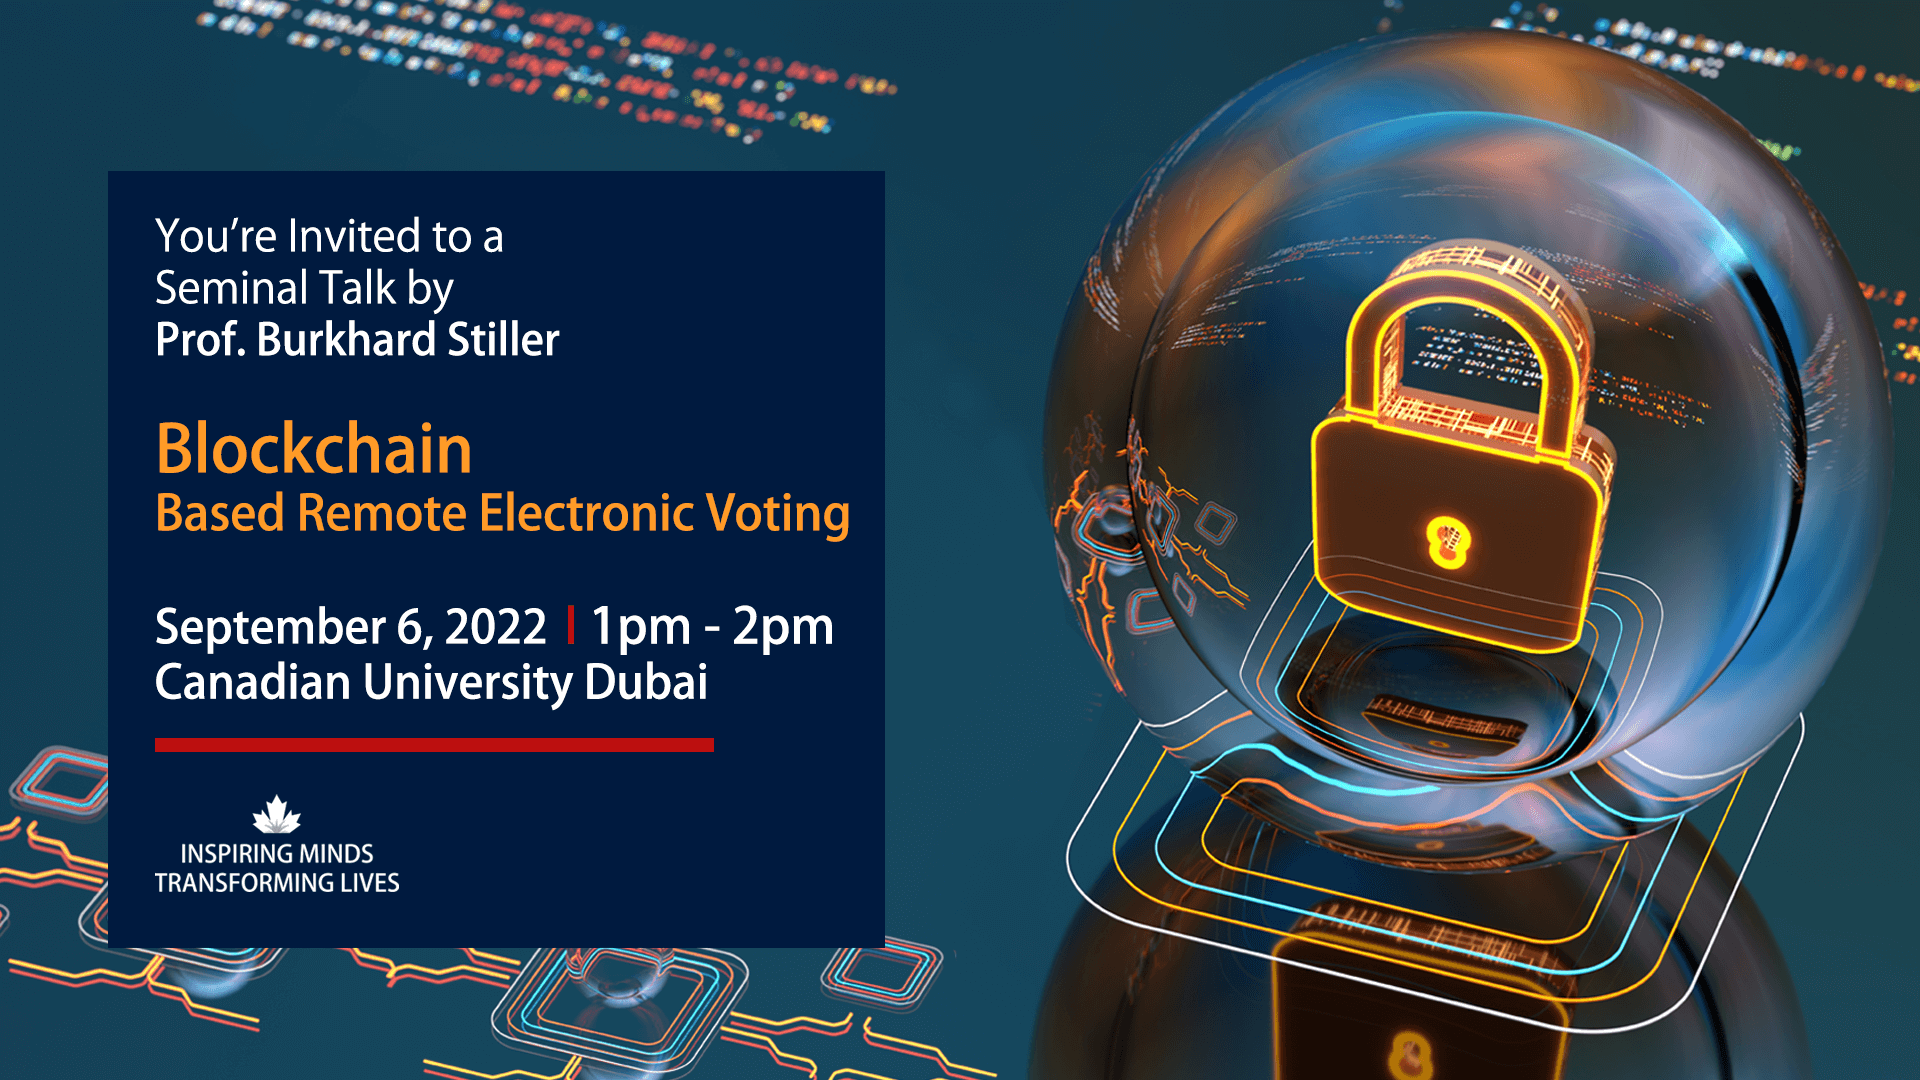 You’re Invited to a
Seminal Talk by
Prof. Burkhard Stiller
Blockchain
Based Remote Electronic Voting
September 6, 2022 | 1pm - 2pm
Canadian University Dubai
INSPIRING MINDS
TRANSFORMING LIVES